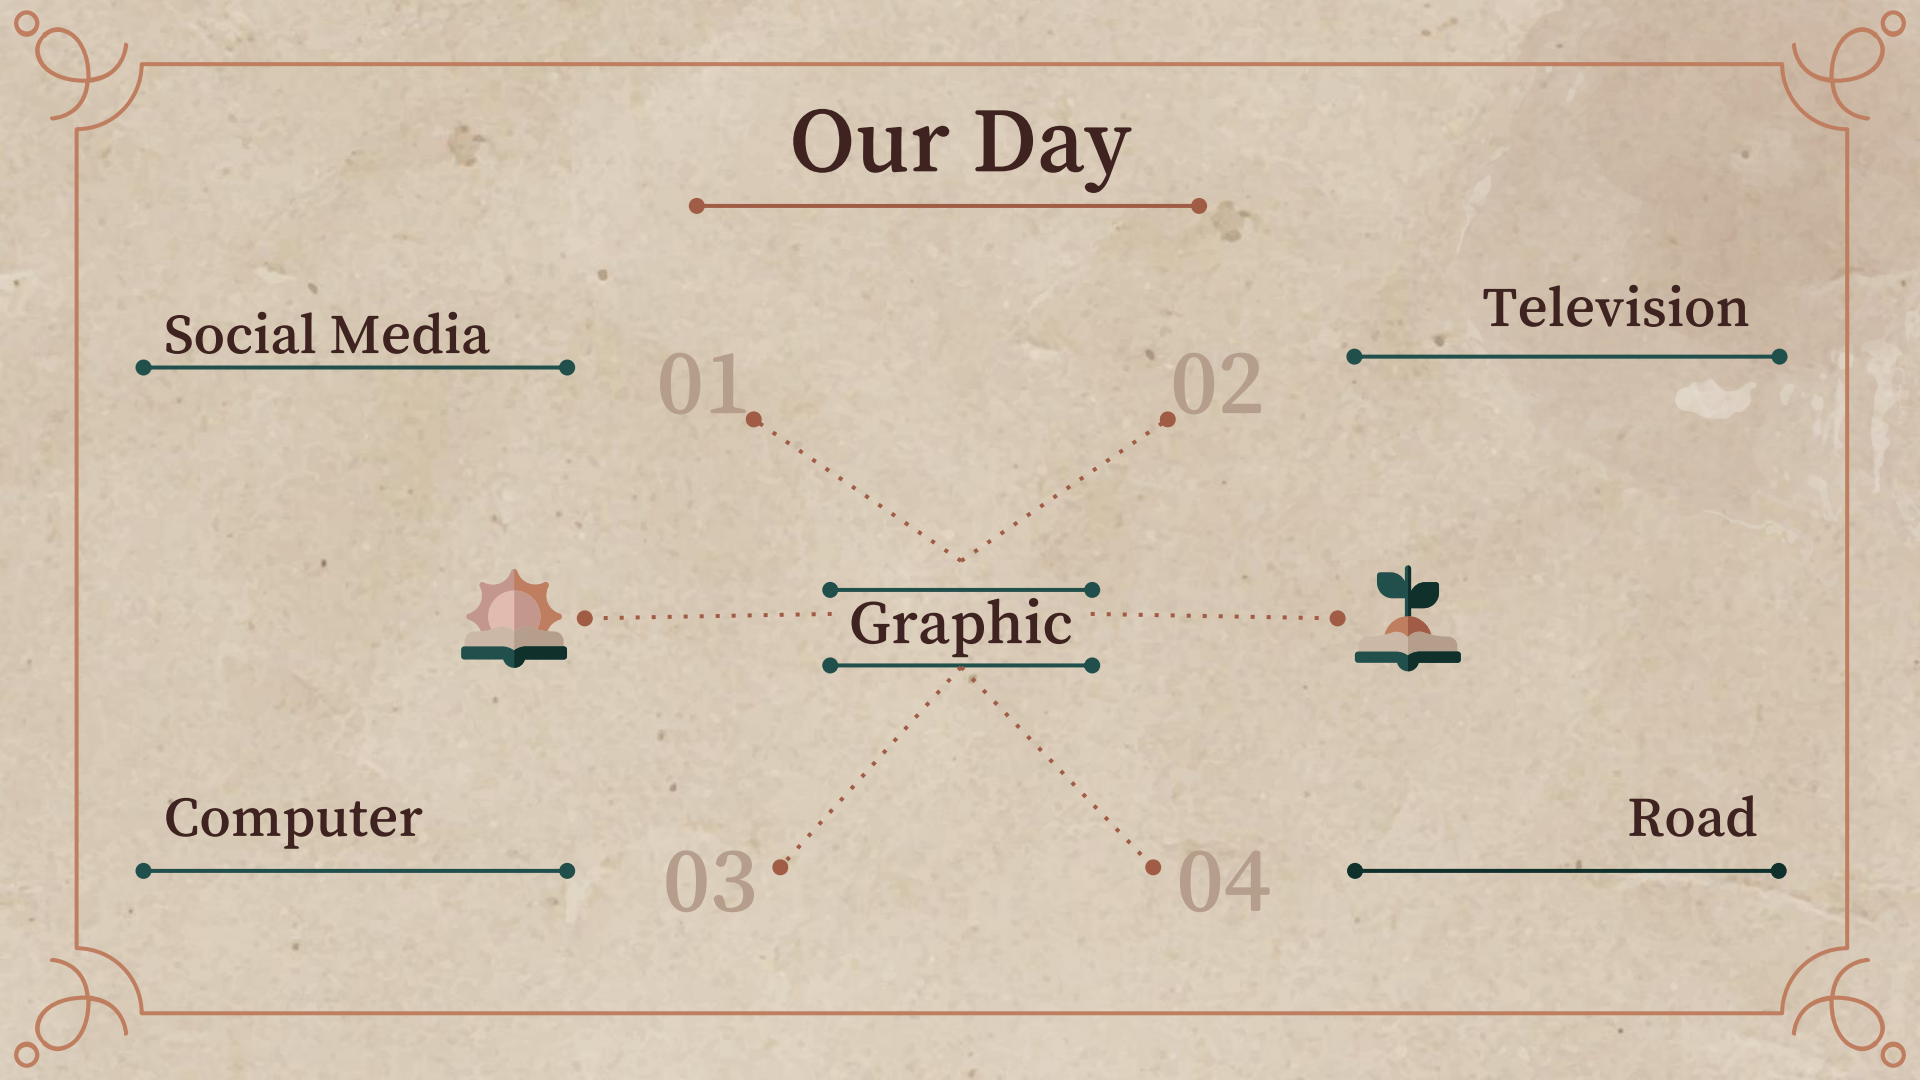 Our Day
Social Media
Television
01
02
Graphic
Computer
Road
03
04